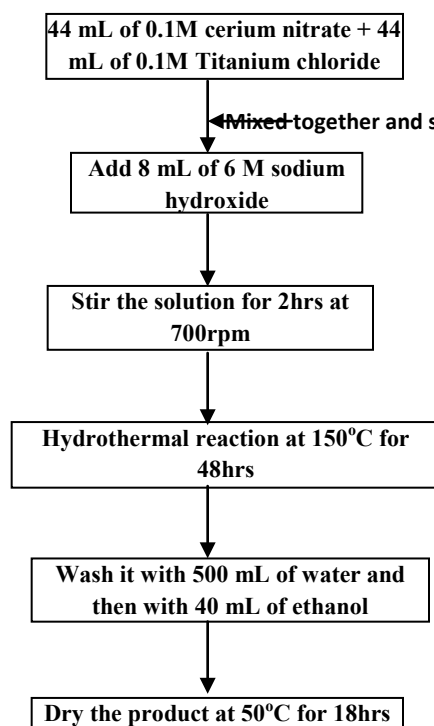 44 mL of 0.1M cerium nitrate + 44
mL of 0.1M Titanium chloride
Mixed together and s
Add 8 mL of 6 M sodium
hydroxide
Stir the solution for 2hrs at
700rpm
Hydrothermal reaction at 150°C for
48hrs
Wash it with 500 mL of water and
then with 40 mL of ethanol
Dry the product at 50°C for 18hrs